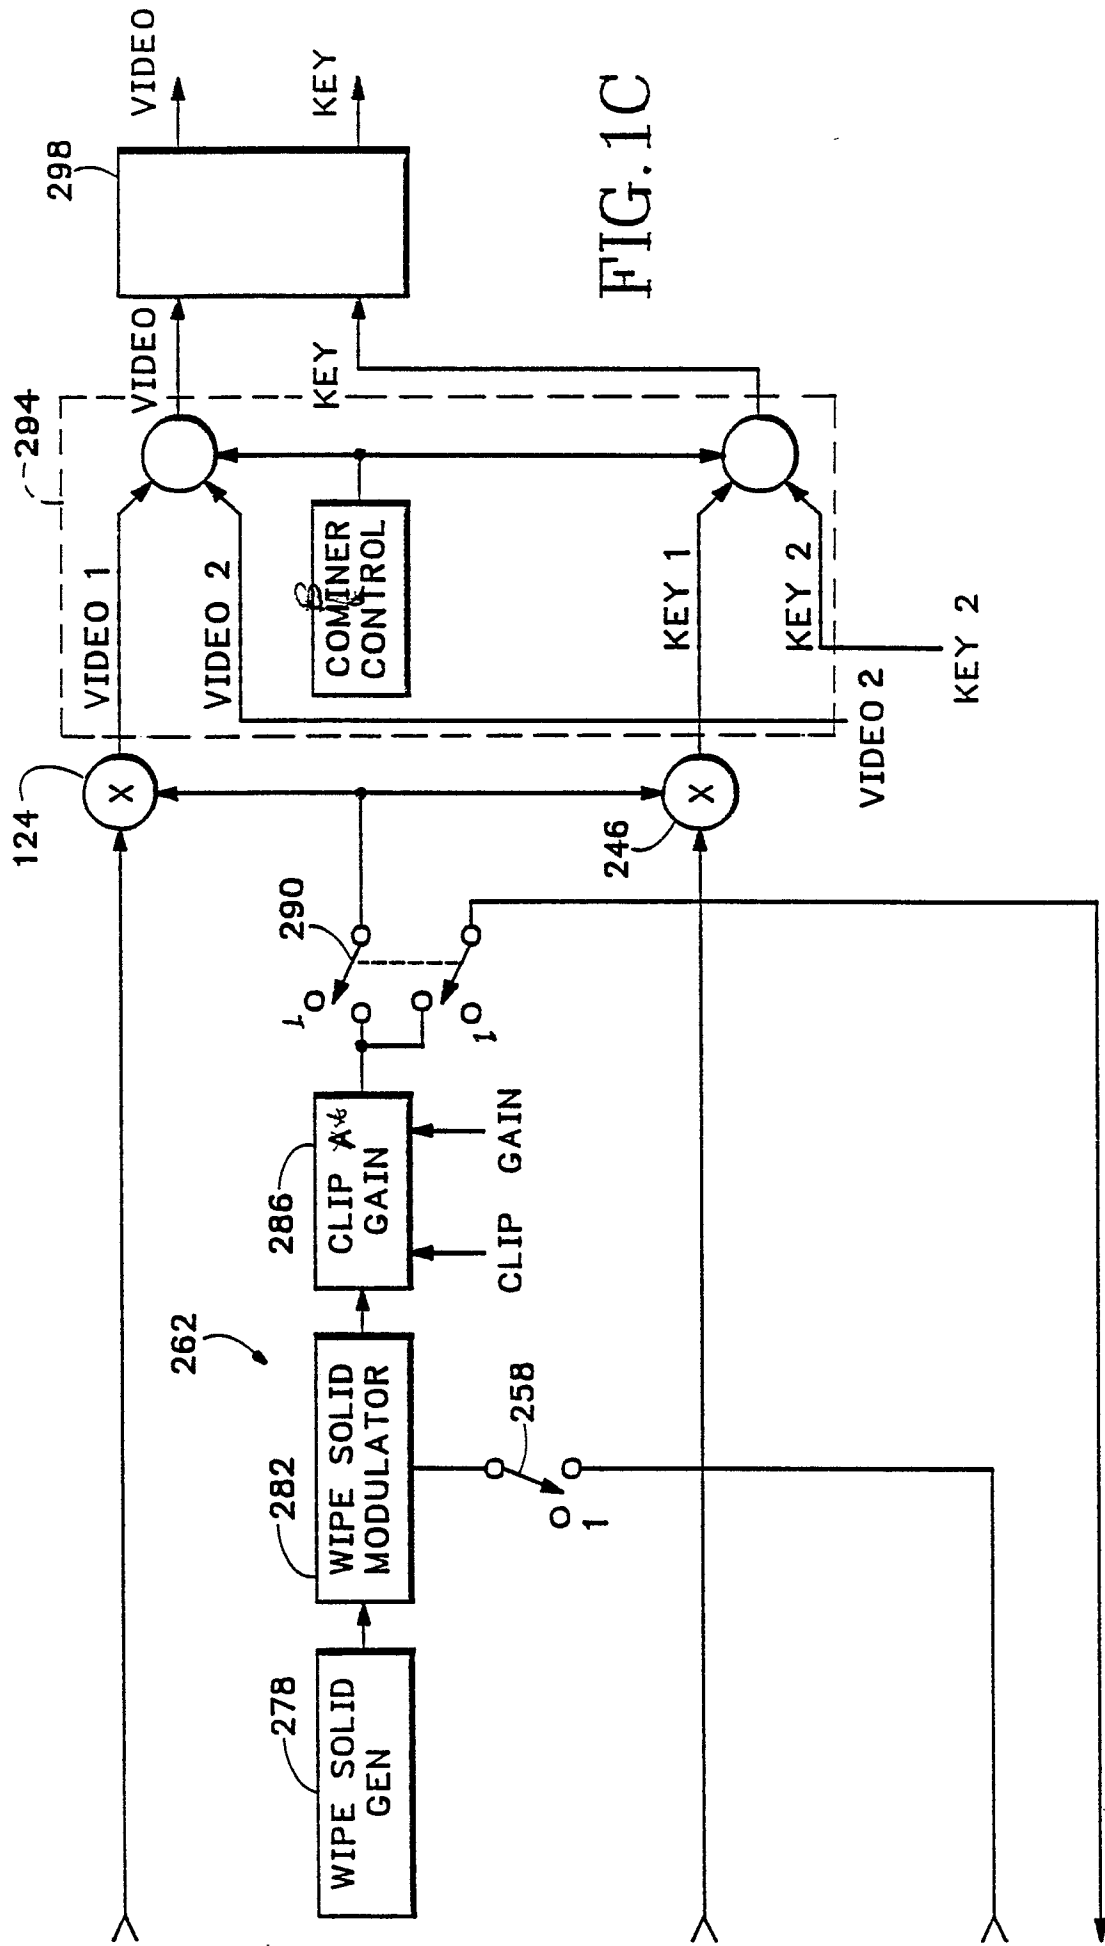 124
VIDEO 1
VIDEO 2
294
VIDEO
KEY
298
VIDEO
KEY
COMINER
CONTROL
B
262
278
WIPE SOLID
GEN
282
WIPE SOLID
MODULATOR
286
CLIP
GAIN
CLIP GAIN
290
1
1
258
1
246
KEY 1
KEY 2
VIDEO 2
KEY 2
FIG. 1C